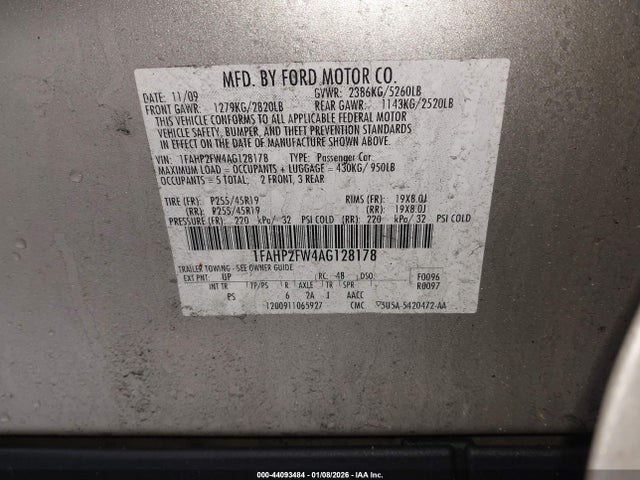 MFD. BY FORD MOTOR CO.
DATE: 11/09 GVWR: 2386KG/5260LB
FRONT GAWR: 1279KG/2820LB REAR GAWR: 1143KG/2520LB
THIS VEHICLE CONFORMS TO ALL APPLICABLE FEDERAL MOTOR
VEHICLE SAFETY, BUMPER, AND THEFT PREVENTION STANDARDS
IN EFFECT ON THE DATE OF MANUFACTURE SHOWN ABOVE.
VIN: 1FAHP2FW4AG128178 TYPE: Passenger Car
MAXIMUM LOAD = OCCUPANTS + LUGGAGE = 430KG/ 950LB
OCCUPANTS = 5 TOTAL, 2 FRONT, 3 REAR
TIRE (FR): P255/45R19 RIMS (FR): 19X8.0J
(RR): P255/45R19 (RR): 19X8.0J
PRESSURE (FR): 220 kPa/ 32 PSI COLD (RR): 220 kPa/ 32 PSI COLD
1FAHP2FW4AG128178
TRAILER TOWING - SEE OWNER GUIDE
EXT PNT: UP RC: 48 DSO: F0096
INT TR TP/PS R AXLE TR SPR R0097
PS 6 2A J AACC
1200911065927 CMC 5U5A-5420472-AA
000-44093484 | 01/08/2026 | IAA Inc.